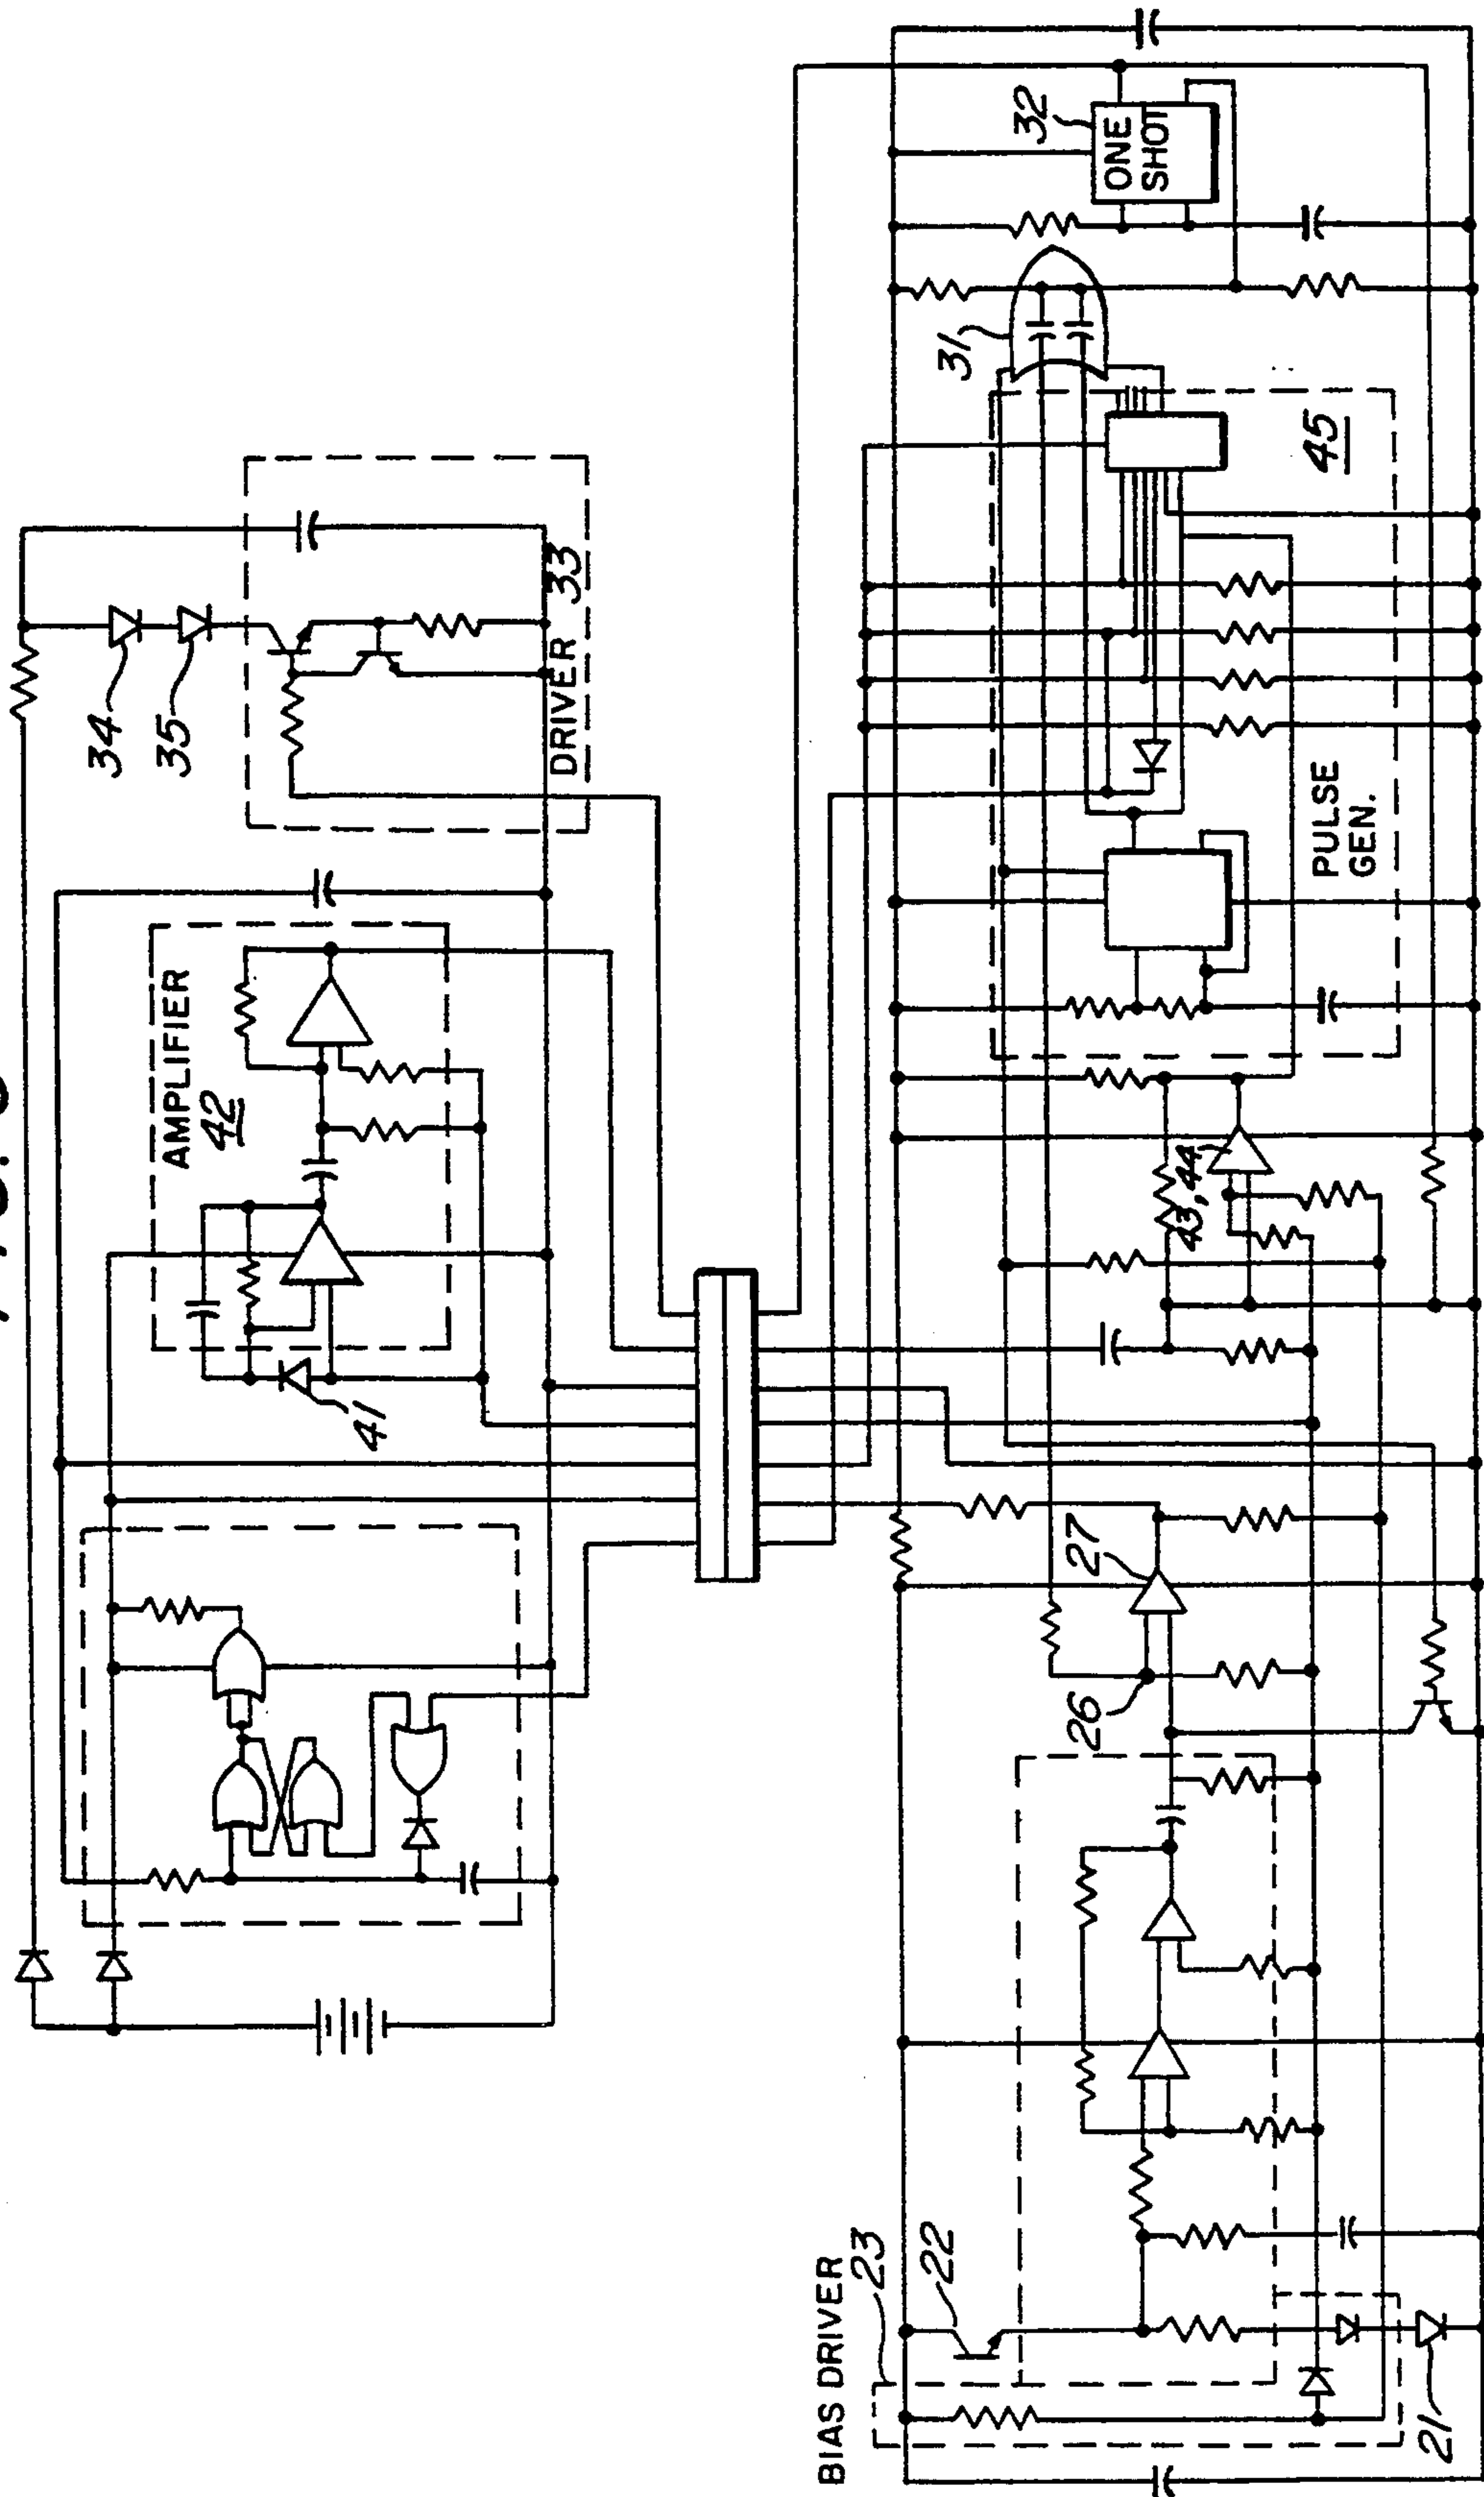 AMPLIFIER
42
41
34
35
DRIVER 33
BIAS DRIVER
23
22
21
26
27
43,44
PULSE
GEN.
45
31
32
ONE
SHOT